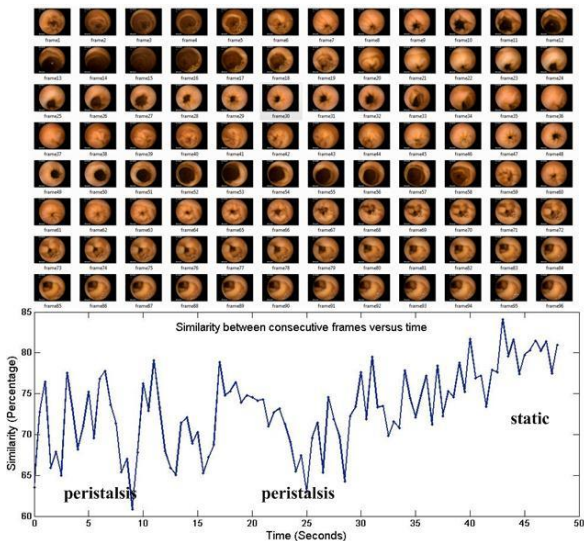 frame1 frame2 frame3 frame4 frame5 frame6 frame7 frame8 frame9 frame10 frame11 frame12
frame13 frame14 frame15 frame16 frame17 frame18 frame19 frame20 frame21 frame22 frame23 frame24
frame25 frame26 frame27 frame28 frame29 frame30 frame31 frame32 frame33 frame34 frame35 frame36
frame37 frame38 frame39 frame40 frame41 frame42 frame43 frame44 frame45 frame46 frame47 frame48
frame49 frame50 frame51 frame52 frame53 frame54 frame55 frame56 frame57 frame58 frame59 frame60
frame61 frame62 frame63 frame64 frame65 frame66 frame67 frame68 frame69 frame70 frame71 frame72
frame73 frame74 frame75 frame76 frame77 frame78 frame79 frame80 frame81 frame82 frame83 frame84
frame85 frame86 frame87 frame88 frame89 frame90 frame91 frame92 frame93 frame94 frame95 frame96
Similarity between consecutive frames versus time
85
80
75
70
65
60
Similarity (Percentage)
static
peristalsis peristalsis
0 5 10 15 20 25 30 35 40 45 50
Time (Seconds)